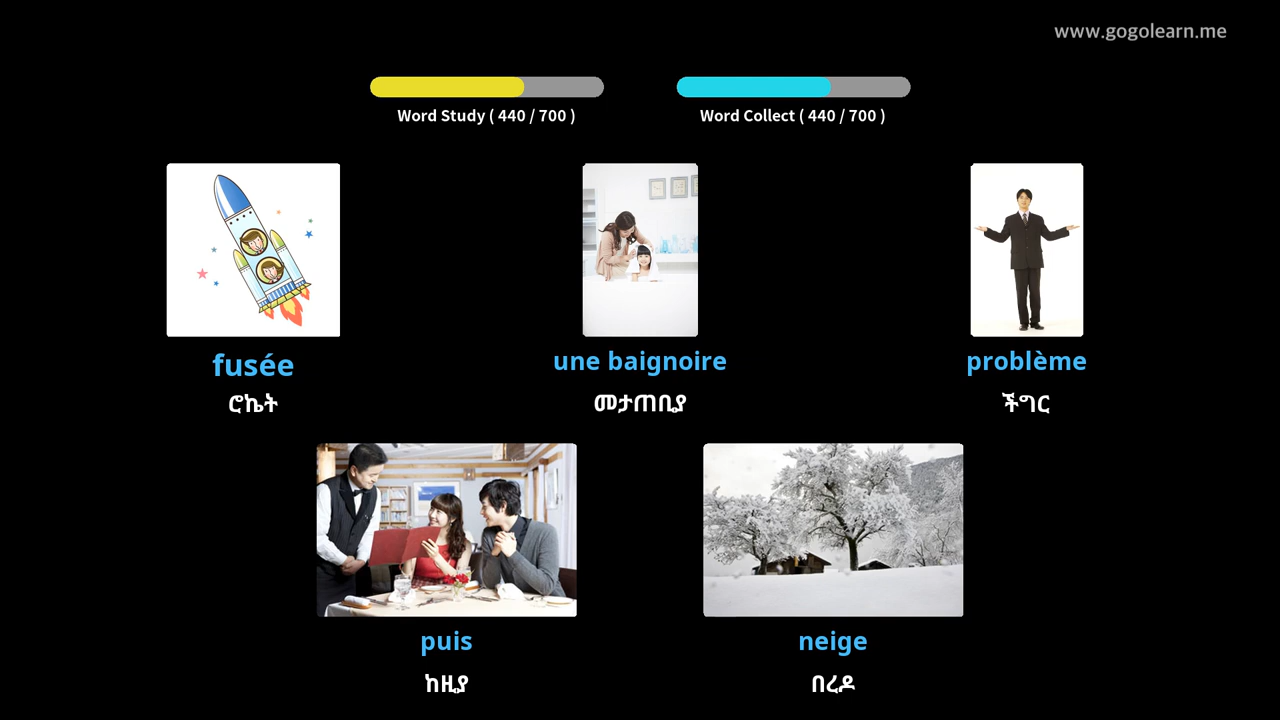 www.gogolearn.me
Word Study ( 440 / 700 )
Word Collect ( 440 / 700 )
fusée
ሮኬት
une baignoire
መታጠቢያ
problème
ችግር
puis
ከዚያ
neige
በረዶ